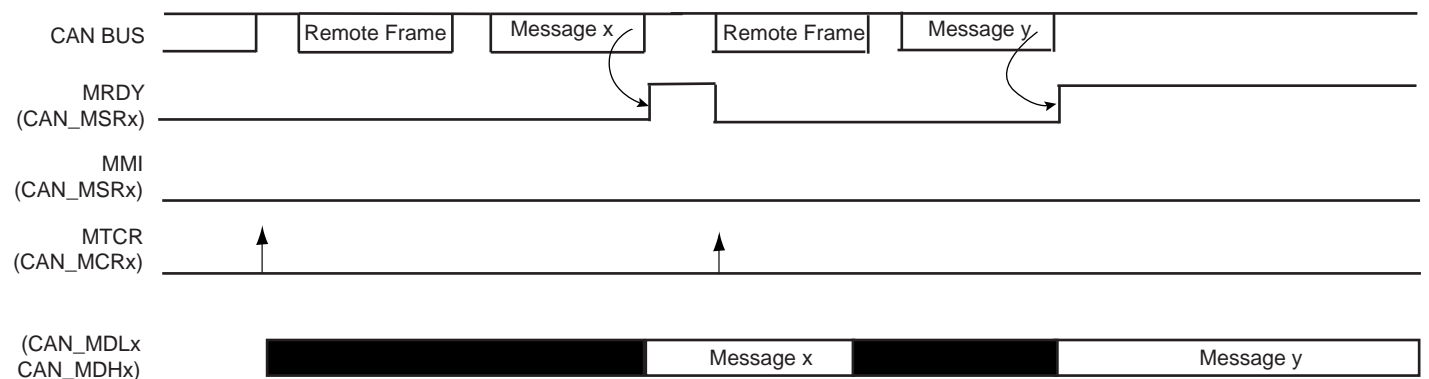 CAN BUS
Remote Frame
Message x
Remote Frame
Message y
MRDY
(CAN_MSRx)
MMI
(CAN_MSRx)
MTCR
(CAN_MCRx)
(CAN_MDLx
CAN_MDHx)
Message x
Message y